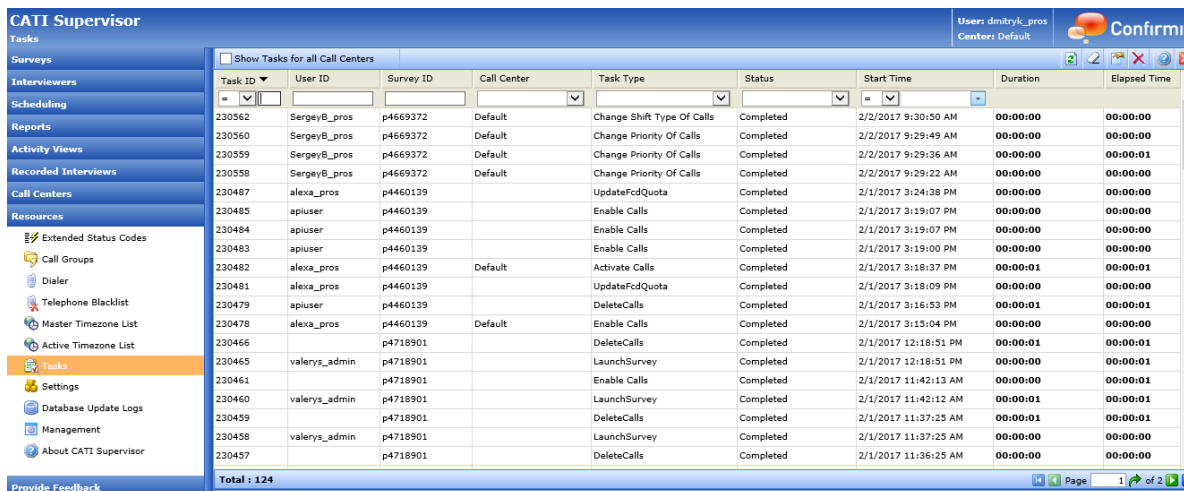 CATI Supervisor
Tasks
User: dmitryk_pros
Center: Default
Surveys
Interviewers
Scheduling
Reports
Activity Views
Recorded Interviews
Call Centers
Resources
Extended Status Codes
Call Groups
Dialer
Telephone Blacklist
Master Timezone List
Active Timezone List
Tasks
Settings
Database Update Logs
Management
About CATI Supervisor
Provide Feedback
Show Tasks for all Call Centers
Task ID User ID Survey ID Call Center Task Type Status Start Time Duration Elapsed Time
= =
230562 SergeyB_pros p4669372 Default Change Shift Type Of Calls Completed 2/2/2017 9:30:50 AM 00:00:00 00:00:00
230560 SergeyB_pros p4669372 Default Change Priority Of Calls Completed 2/2/2017 9:29:49 AM 00:00:00 00:00:00
230559 SergeyB_pros p4669372 Default Change Priority Of Calls Completed 2/2/2017 9:29:36 AM 00:00:00 00:00:01
230558 SergeyB_pros p4669372 Default Change Priority Of Calls Completed 2/2/2017 9:29:22 AM 00:00:00 00:00:00
230487 alexa_pros p4460139 UpdateFcdQuota Completed 2/1/2017 3:24:38 PM 00:00:00 00:00:00
230485 apiuser p4460139 Enable Calls Completed 2/1/2017 3:19:07 PM 00:00:00 00:00:00
230484 apiuser p4460139 Enable Calls Completed 2/1/2017 3:19:07 PM 00:00:00 00:00:00
230483 apiuser p4460139 Enable Calls Completed 2/1/2017 3:19:00 PM 00:00:00 00:00:00
230482 alexa_pros p4460139 Default Activate Calls Completed 2/1/2017 3:18:37 PM 00:00:01 00:00:01
230481 alexa_pros p4460139 UpdateFcdQuota Completed 2/1/2017 3:18:09 PM 00:00:00 00:00:00
230479 apiuser p4460139 DeleteCalls Completed 2/1/2017 3:16:53 PM 00:00:01 00:00:01
230478 alexa_pros p4460139 Default Enable Calls Completed 2/1/2017 3:15:04 PM 00:00:00 00:00:01
230466 p4718901 DeleteCalls Completed 2/1/2017 12:18:51 PM 00:00:00 00:00:00
230465 valerys_admin p4718901 LaunchSurvey Completed 2/1/2017 12:18:51 PM 00:00:00 00:00:00
230461 p4718901 Enable Calls Completed 2/1/2017 11:42:13 AM 00:00:00 00:00:01
230460 valerys_admin p4718901 LaunchSurvey Completed 2/1/2017 11:42:12 AM 00:00:01 00:00:01
230459 p4718901 DeleteCalls Completed 2/1/2017 11:37:25 AM 00:00:01 00:00:01
230458 valerys_admin p4718901 LaunchSurvey Completed 2/1/2017 11:37:25 AM 00:00:00 00:00:00
230457 p4718901 DeleteCalls Completed 2/1/2017 11:36:25 AM 00:00:00 00:00:00
Total : 124
Page 1 of 2